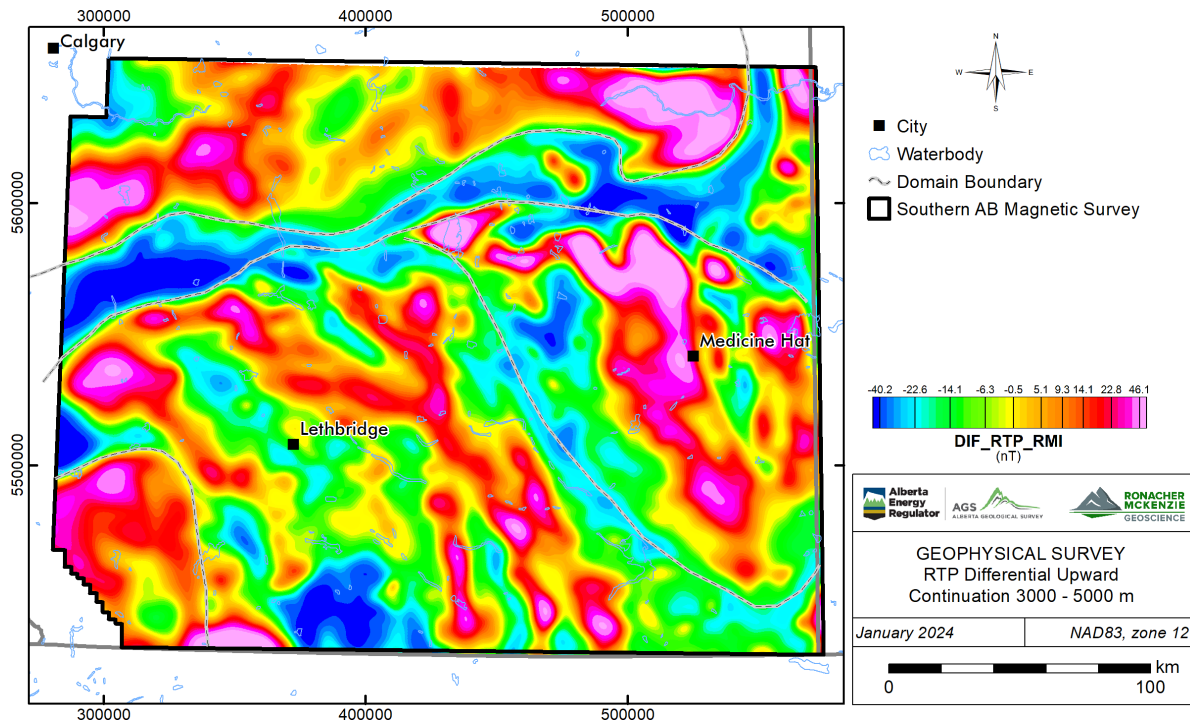 300000 400000 500000
Calgary
5600000
Medicine Hat
Lethbridge
5500000
300000 400000 500000
N
W E
S
City
Waterbody
Domain Boundary
Southern AB Magnetic Survey
-40.2 -22.6 -14.1 -6.3 -0.5 5.1 9.3 14.1 22.8 46.1
DIF_RTP_RMI
(nT)
Alberta
Energy
Regulator
AGS
ALBERTA GEOLOGICAL SURVEY
RONACHER
MCKENZIE
GEOSCIENCE
GEOPHYSICAL SURVEY
RTP Differential Upward
Continuation 3000 - 5000 m
January 2024
NAD83, zone 12
km
0 100